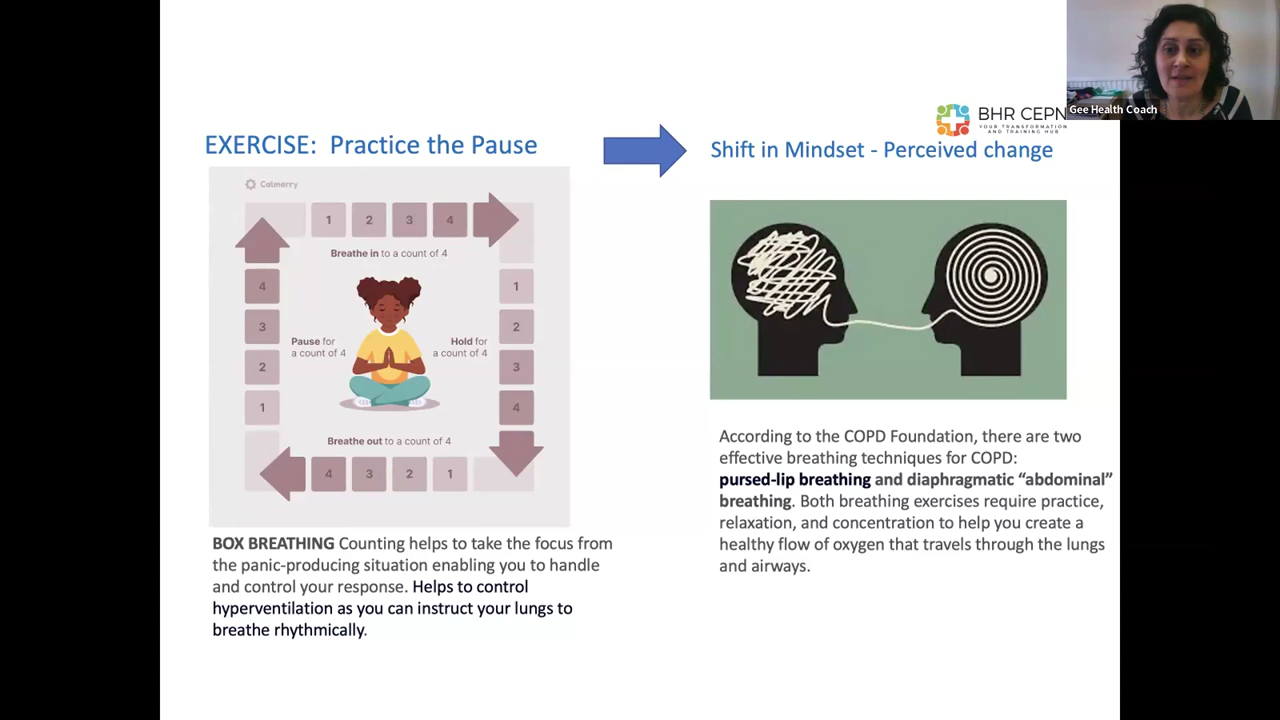 Gee Health Coach
BHR CEPN
YOUR TRANSFORMATION
AND TRAINING HUB
EXERCISE: Practice the Pause
Shift in Mindset - Perceived change
Calmerry
1 2 3 4
Breathe in to a count of 4
4
3
2
1
Pause for
a count of 4
Hold for
a count of 4
1
2
3
4
Breathe out to a count of 4
4 3 2 1
BOX BREATHING Counting helps to take the focus from
the panic-producing situation enabling you to handle
and control your response. Helps to control
hyperventilation as you can instruct your lungs to
breathe rhythmically.
According to the COPD Foundation, there are two
effective breathing techniques for COPD:
pursed-lip breathing and diaphragmatic “abdominal”
breathing. Both breathing exercises require practice,
relaxation, and concentration to help you create a
healthy flow of oxygen that travels through the lungs
and airways.